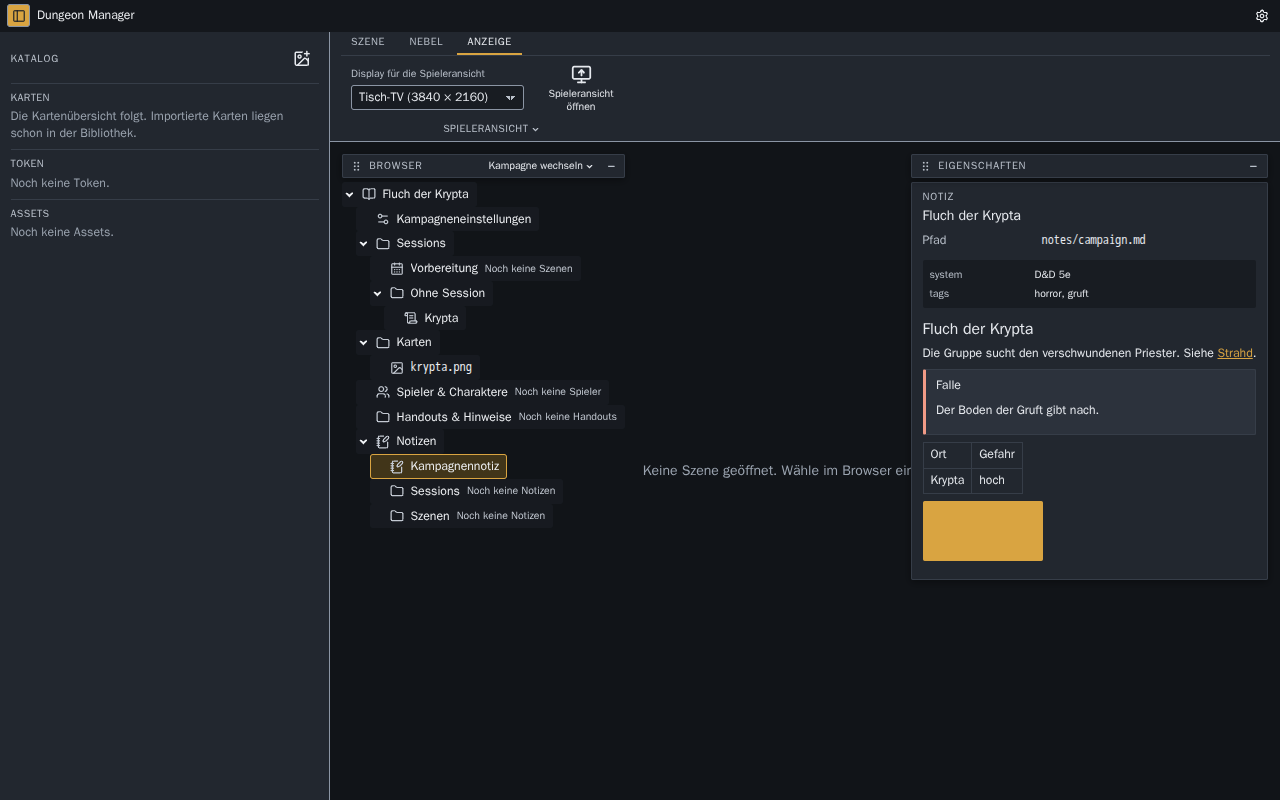 Dungeon Manager
KATALOG
KARTEN
Die Kartenübersicht folgt. Importierte Karten liegen
schon in der Bibliothek.
TOKEN
Noch keine Token.
ASSETS
Noch keine Assets.
SZENE NEBEL ANZEIGE
Display für die Spieleransicht
Tisch-TV (3840 × 2160)
Spieleransicht
öffnen
SPIELERANSICHT
BROWSER Kampagne wechseln
Fluch der Krypta
Kampagneneinstellungen
Sessions
Vorbereitung Noch keine Szenen
Ohne Session
Krypta
Karten
krypta.png
Spieler & Charaktere Noch keine Spieler
Handouts & Hinweise Noch keine Handouts
Notizen
Kampagnennotiz
Sessions Noch keine Notizen
Szenen Noch keine Notizen
Keine Szene geöffnet. Wähle im Browser ein
EIGENSCHAFTEN
NOTIZ
Fluch der Krypta
Pfad notes/campaign.md
system D&D 5e
tags horror, gruft
Fluch der Krypta
Die Gruppe sucht den verschwundenen Priester. Siehe Strahd.
Falle
Der Boden der Gruft gibt nach.
Ort Gefahr
Krypta hoch